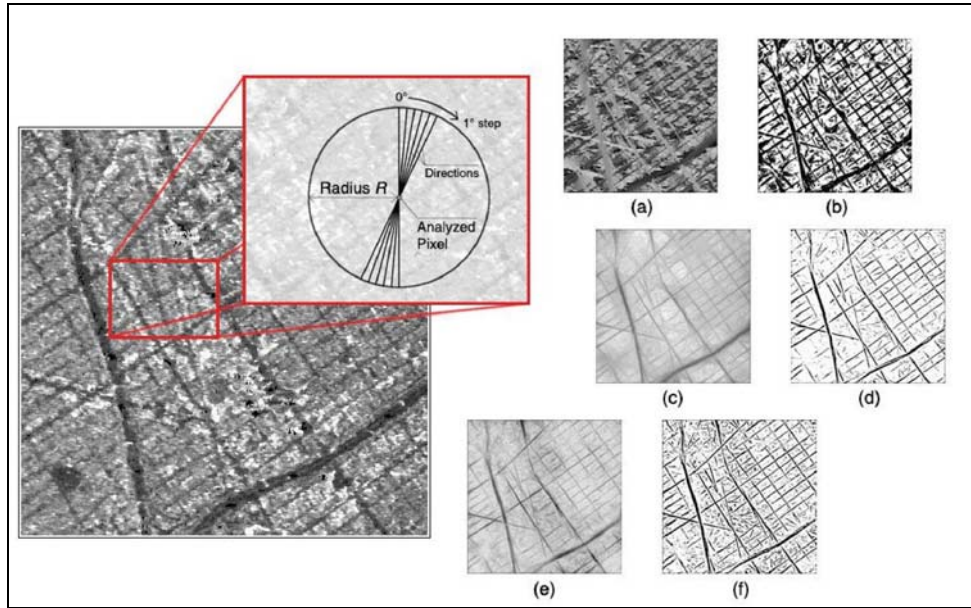 0°
1° step
Directions
Radius R
Analyzed
Pixel
(a)
(b)
(c)
(d)
(e)
(f)